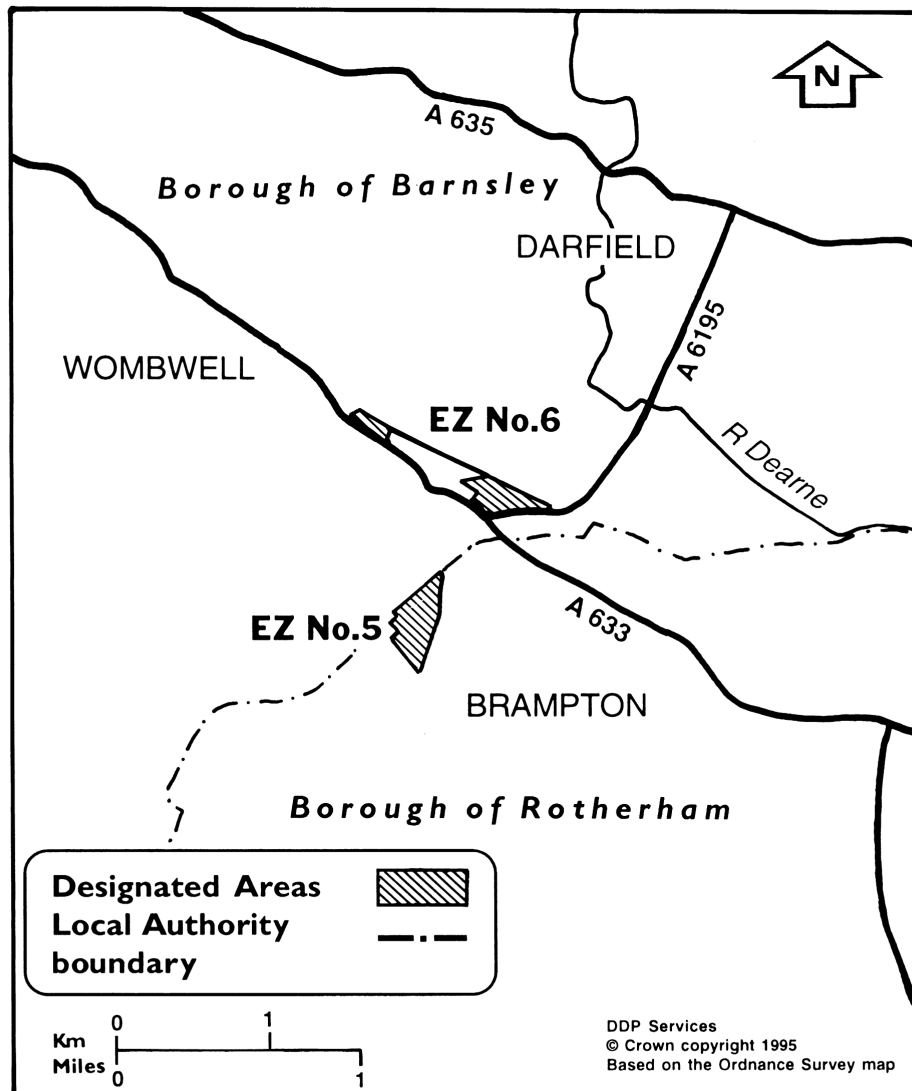 N
A 635
Borough of Barnsley
DARFIELD
A 6195
WOMBWELL
EZ No.6
R Dearne
A 633
EZ No.5
BRAMPTON
Borough of Rotherham
Designated Areas
Local Authority
boundary
Km 0 1
Miles 0 1
DDP Services
© Crown copyright 1995
Based on the Ordnance Survey map